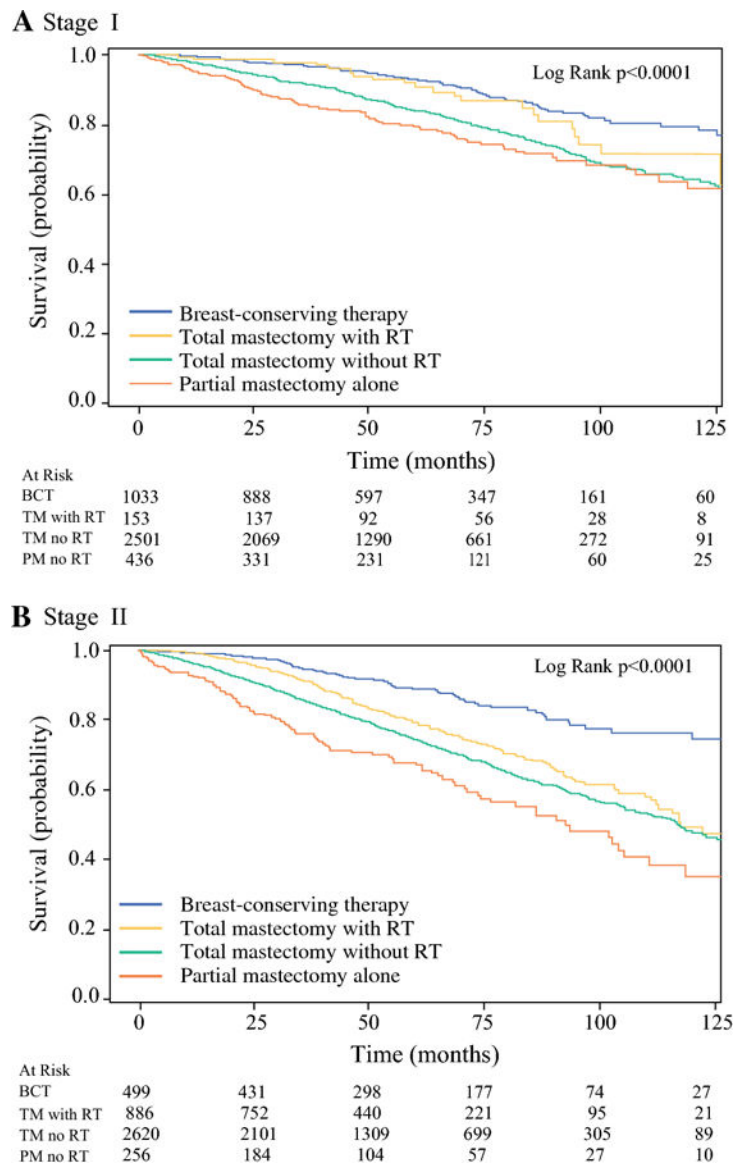 A Stage I
Log Rank p<0.0001
1.0
0.8
0.6
0.4
0.2
0.0
Survival (probability)
Breast-conserving therapy
Total mastectomy with RT
Total mastectomy without RT
Partial mastectomy alone
0 25 50 75 100 125
Time (months)
At Risk
BCT 1033 888 597 347 161 60
TM with RT 153 137 92 56 28 8
TM no RT 2501 2069 1290 661 272 91
PM no RT 436 331 231 121 60 25
B Stage II
Log Rank p<0.0001
1.0
0.8
0.6
0.4
0.2
0.0
Survival (probability)
Breast-conserving therapy
Total mastectomy with RT
Total mastectomy without RT
Partial mastectomy alone
0 25 50 75 100 125
Time (months)
At Risk
BCT 499 431 298 177 74 27
TM with RT 886 752 440 221 95 21
TM no RT 2620 2101 1309 699 305 89
PM no RT 256 184 104 57 27 10